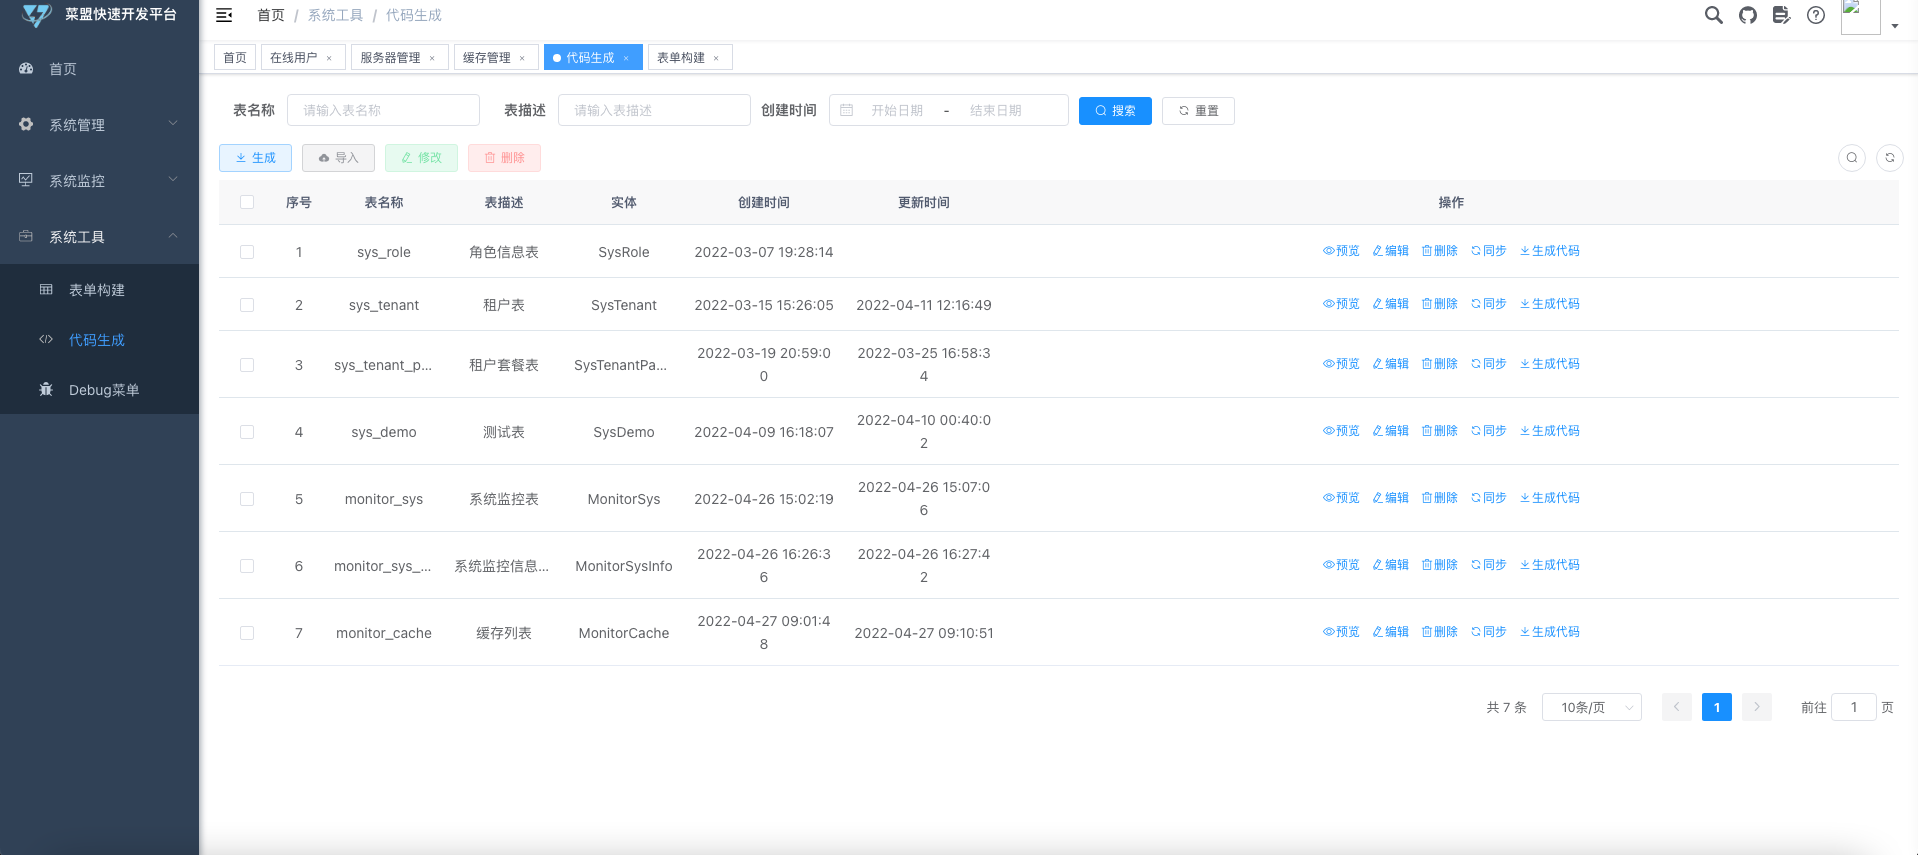 菜盟快速开发平台
首页 / 系统工具 / 代码生成
首页
系统管理
系统监控
系统工具
表单构建
代码生成
Debug菜单
首页 在线用户 × 服务器管理 × 缓存管理 × 代码生成 × 表单构建 ×
表名称 请输入表名称 表描述 请输入表描述 创建时间 开始日期 - 结束日期 搜索 重置
生成 导入 修改 删除
序号 表名称 表描述 实体 创建时间 更新时间 操作
1 sys_role 角色信息表 SysRole 2022-03-07 19:28:14 预览 编辑 删除 同步 生成代码
2 sys_tenant 租户表 SysTenant 2022-03-15 15:26:05 2022-04-11 12:16:49 预览 编辑 删除 同步 生成代码
3 sys_tenant_p... 租户套餐表 SysTenantPa... 2022-03-19 20:59:00 2022-03-25 16:58:34 预览 编辑 删除 同步 生成代码
4 sys_demo 测试表 SysDemo 2022-04-09 16:18:07 2022-04-10 00:40:02 预览 编辑 删除 同步 生成代码
5 monitor_sys 系统监控表 MonitorSys 2022-04-26 15:02:19 2022-04-26 15:07:06 预览 编辑 删除 同步 生成代码
6 monitor_sys_... 系统监控信息... MonitorSysInfo 2022-04-26 16:26:36 2022-04-26 16:27:42 预览 编辑 删除 同步 生成代码
7 monitor_cache 缓存列表 MonitorCache 2022-04-27 09:01:48 2022-04-27 09:10:51 预览 编辑 删除 同步 生成代码
共 7 条 10条/页 1 前往 1 页